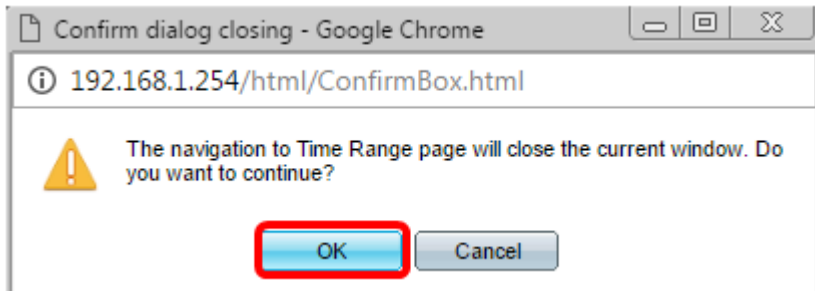 Confirm dialog closing - Google Chrome
192.168.1.254/html/ConfirmBox.html
The navigation to Time Range page will close the current window. Do
you want to continue?
OK Cancel